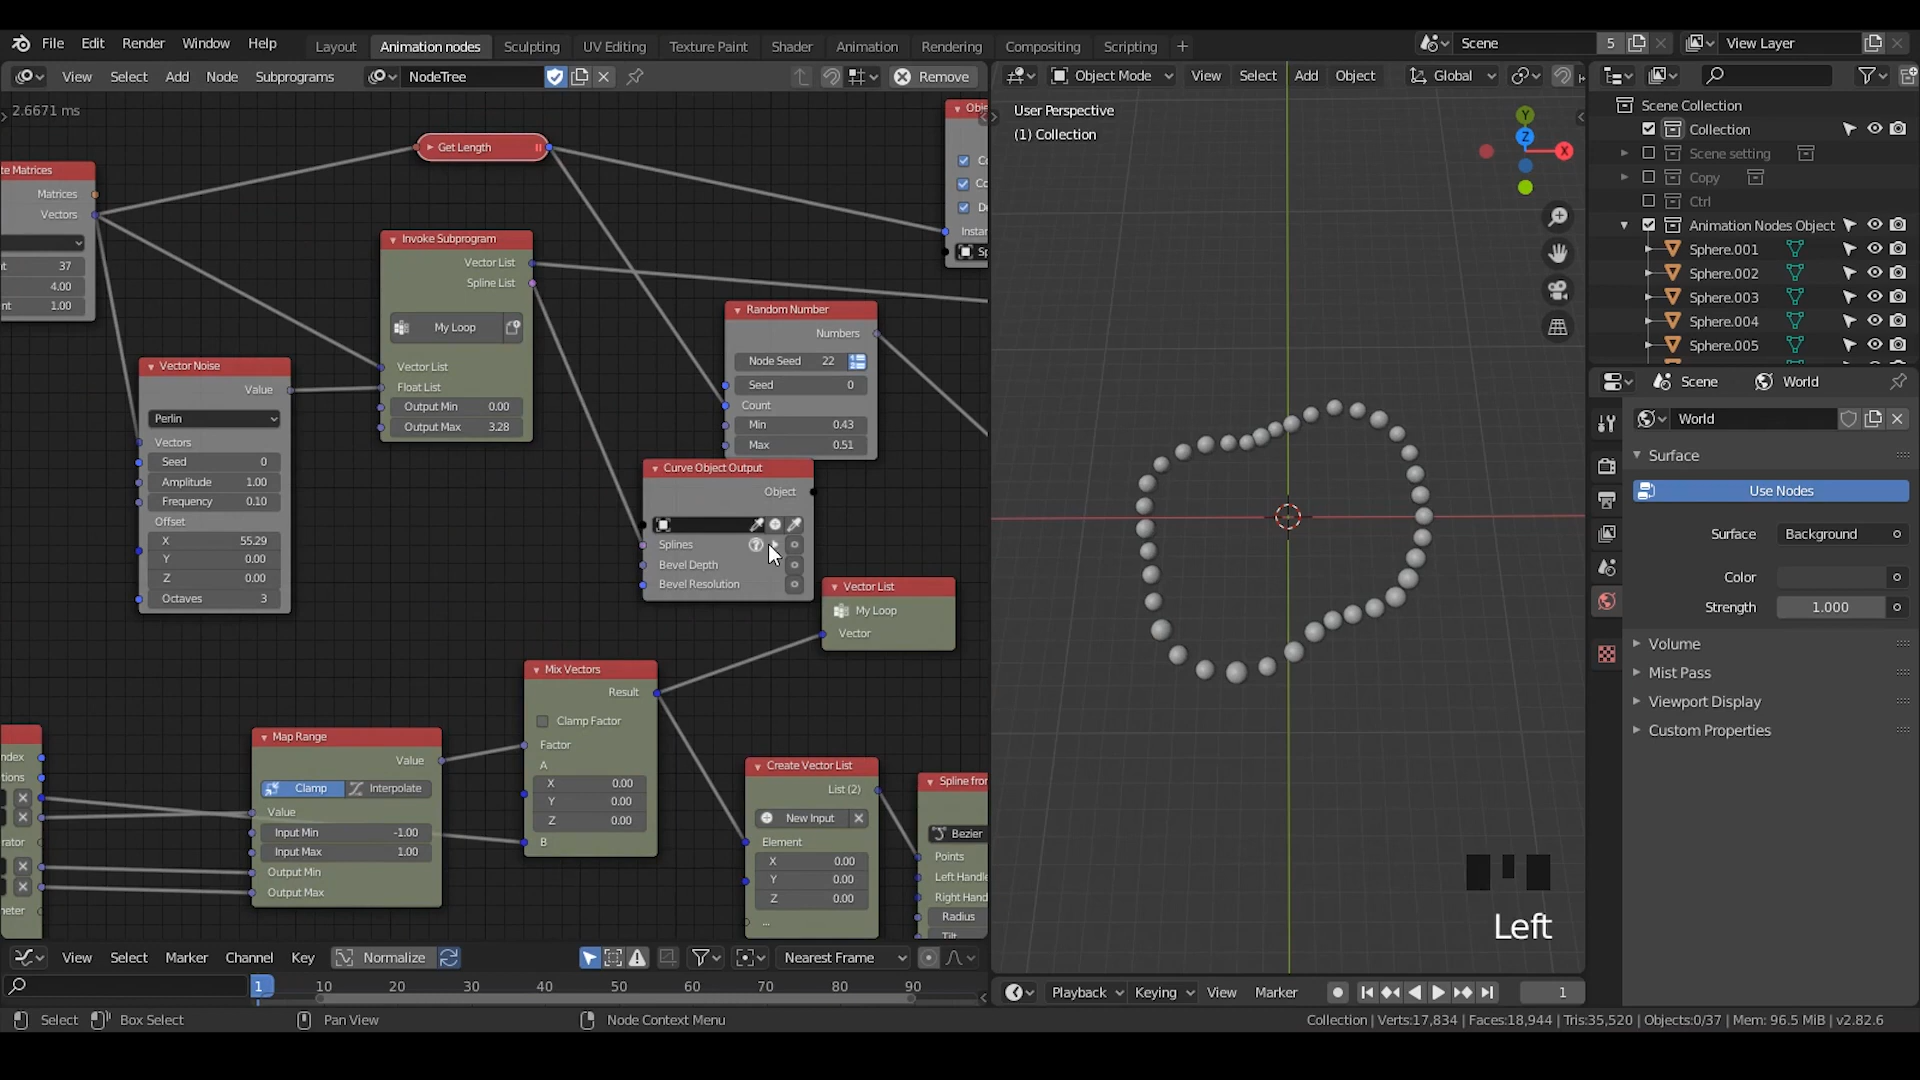 File Edit Render Window Help Layout Animation nodes Sculpting UV Editing Texture Paint Shader Animation Rendering Compositing Scripting + Scene 5 View Layer
View Select Add Node Subprograms NodeTree Remove Object Mode View Select Add Object Global
2.6671 ms
User Perspective
(1) Collection
Y
Z
X
Get Length
te Matrices
Matrices
Vectors
37
4.00
1.00
Invoke Subprogram
Vector List
Spline List
My Loop
Vector List
Float List
Output Min 0.00
Output Max 3.28
Vector Noise
Value
Perlin
Vectors
Seed 0
Amplitude 1.00
Frequency 0.10
Offset
X 55.29
Y 0.00
Z 0.00
Octaves 3
Random Number
Numbers
Node Seed 22
Seed 0
Count
Min 0.43
Max 0.51
Curve Object Output
Object
Splines
Bevel Depth
Bevel Resolution
Vector List
My Loop
Vector
Mix Vectors
Result
Clamp Factor
Factor
A
X 0.00
Y 0.00
Z 0.00
B
Map Range
Value
Clamp Interpolate
Value
Input Min -1.00
Input Max 1.00
Output Min
Output Max
Create Vector List
List (2)
New Input
Element
X 0.00
Y 0.00
Z 0.00
...
Spline fron
Bezier
Points
Left Handle
Right Hand
Radius
Tilt
Left
View Select Marker Channel Key Normalize Nearest Frame
1 10 20 30 40 50 60 70 80 90
Playback Keying View Marker 1
Select Box Select Pan View Node Context Menu
Collection | Verts:17,834 | Faces:18,944 | Tris:35,520 | Objects:0/37 | Mem: 96.5 MiB | v2.82.6
Scene Collection
Collection
Scene setting
Copy
Ctrl
Animation Nodes Object
Sphere.001
Sphere.002
Sphere.003
Sphere.004
Sphere.005
Scene World
World
Surface
Use Nodes
Surface Background
Color
Strength 1.000
Volume
Mist Pass
Viewport Display
Custom Properties